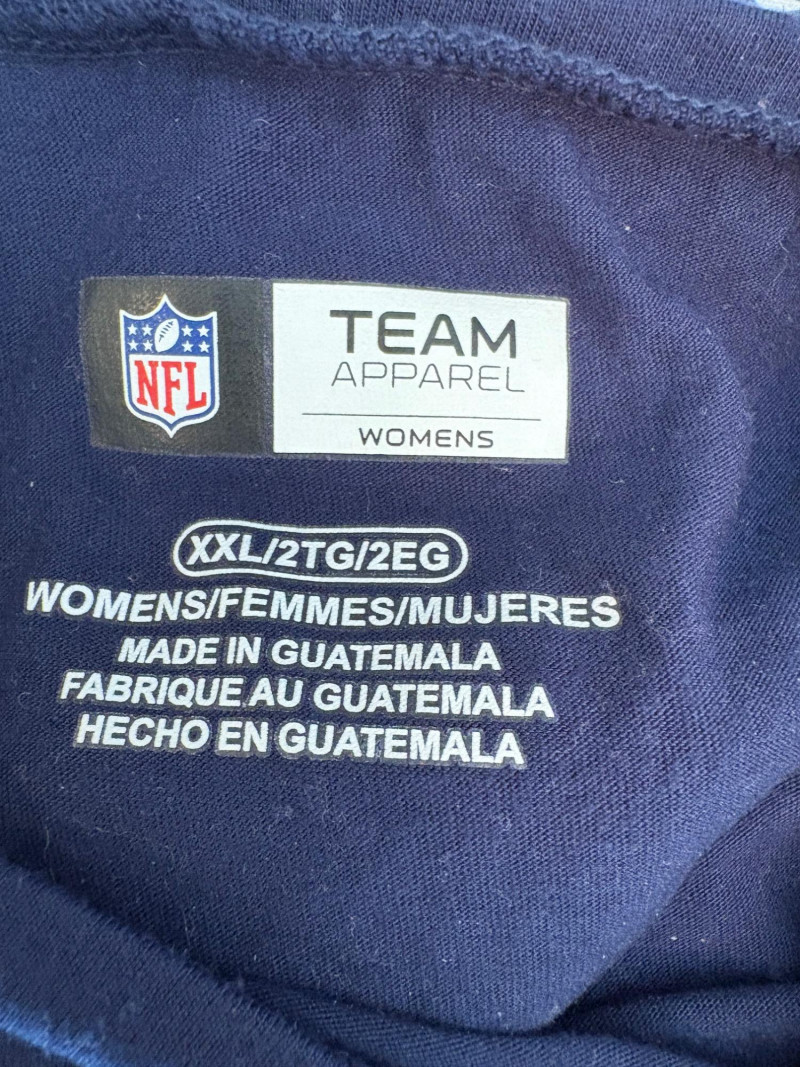 NFL
TEAM
APPAREL
WOMENS
XXL/2TG/2EG
WOMENS/FEMMES/MUJERES
MADE IN GUATEMALA
FABRIQUE AU GUATEMALA
HECHO EN GUATEMALA